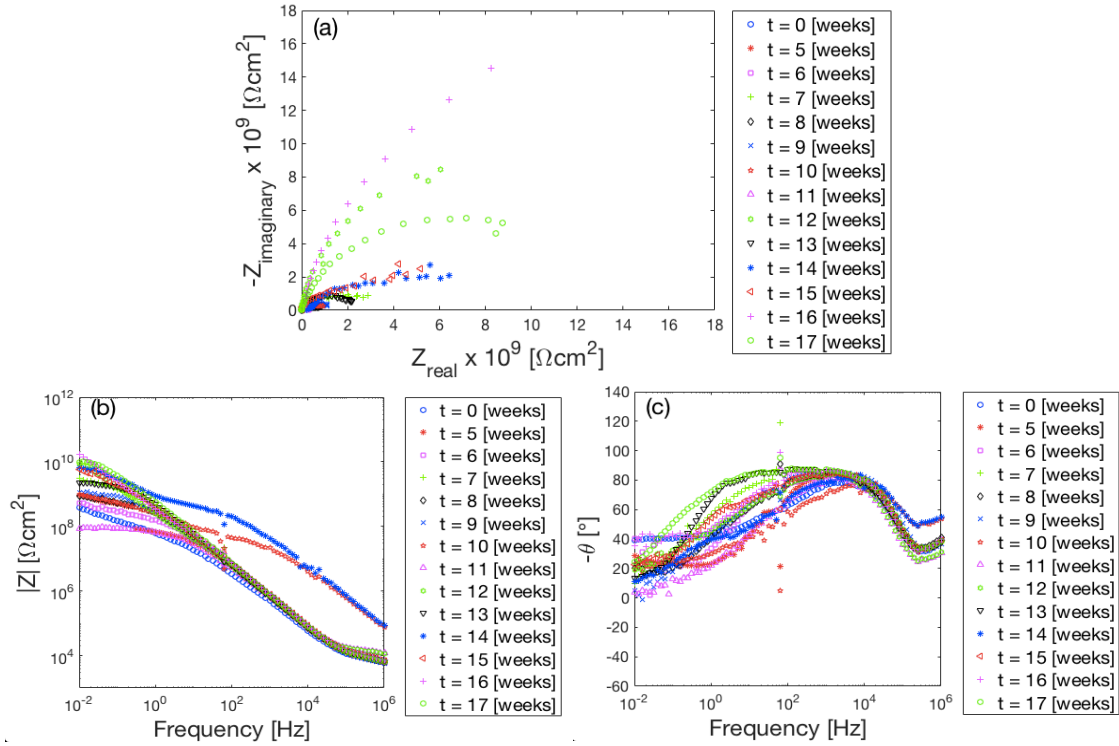 (a)
18
16
14
12
10
8
6
4
2
0
-Z_imaginary x 10^9 [Ωcm^2]
0 2 4 6 8 10 12 14 16 18
Z_real x 10^9 [Ωcm^2]
t = 0 [weeks]
t = 5 [weeks]
t = 6 [weeks]
t = 7 [weeks]
t = 8 [weeks]
t = 9 [weeks]
t = 10 [weeks]
t = 11 [weeks]
t = 12 [weeks]
t = 13 [weeks]
t = 14 [weeks]
t = 15 [weeks]
t = 16 [weeks]
t = 17 [weeks]
(b)
10^12
10^10
10^8
10^6
10^4
|Z| [Ωcm^2]
10^-2 10^0 10^2 10^4 10^6
Frequency [Hz]
t = 0 [weeks]
t = 5 [weeks]
t = 6 [weeks]
t = 7 [weeks]
t = 8 [weeks]
t = 9 [weeks]
t = 10 [weeks]
t = 11 [weeks]
t = 12 [weeks]
t = 13 [weeks]
t = 14 [weeks]
t = 15 [weeks]
t = 16 [weeks]
t = 17 [weeks]
(c)
140
120
100
80
60
40
20
0
-20
-40
-60
-θ [°]
10^-2 10^0 10^2 10^4 10^6
Frequency [Hz]
t = 0 [weeks]
t = 5 [weeks]
t = 6 [weeks]
t = 7 [weeks]
t = 8 [weeks]
t = 9 [weeks]
t = 10 [weeks]
t = 11 [weeks]
t = 12 [weeks]
t = 13 [weeks]
t = 14 [weeks]
t = 15 [weeks]
t = 16 [weeks]
t = 17 [weeks]